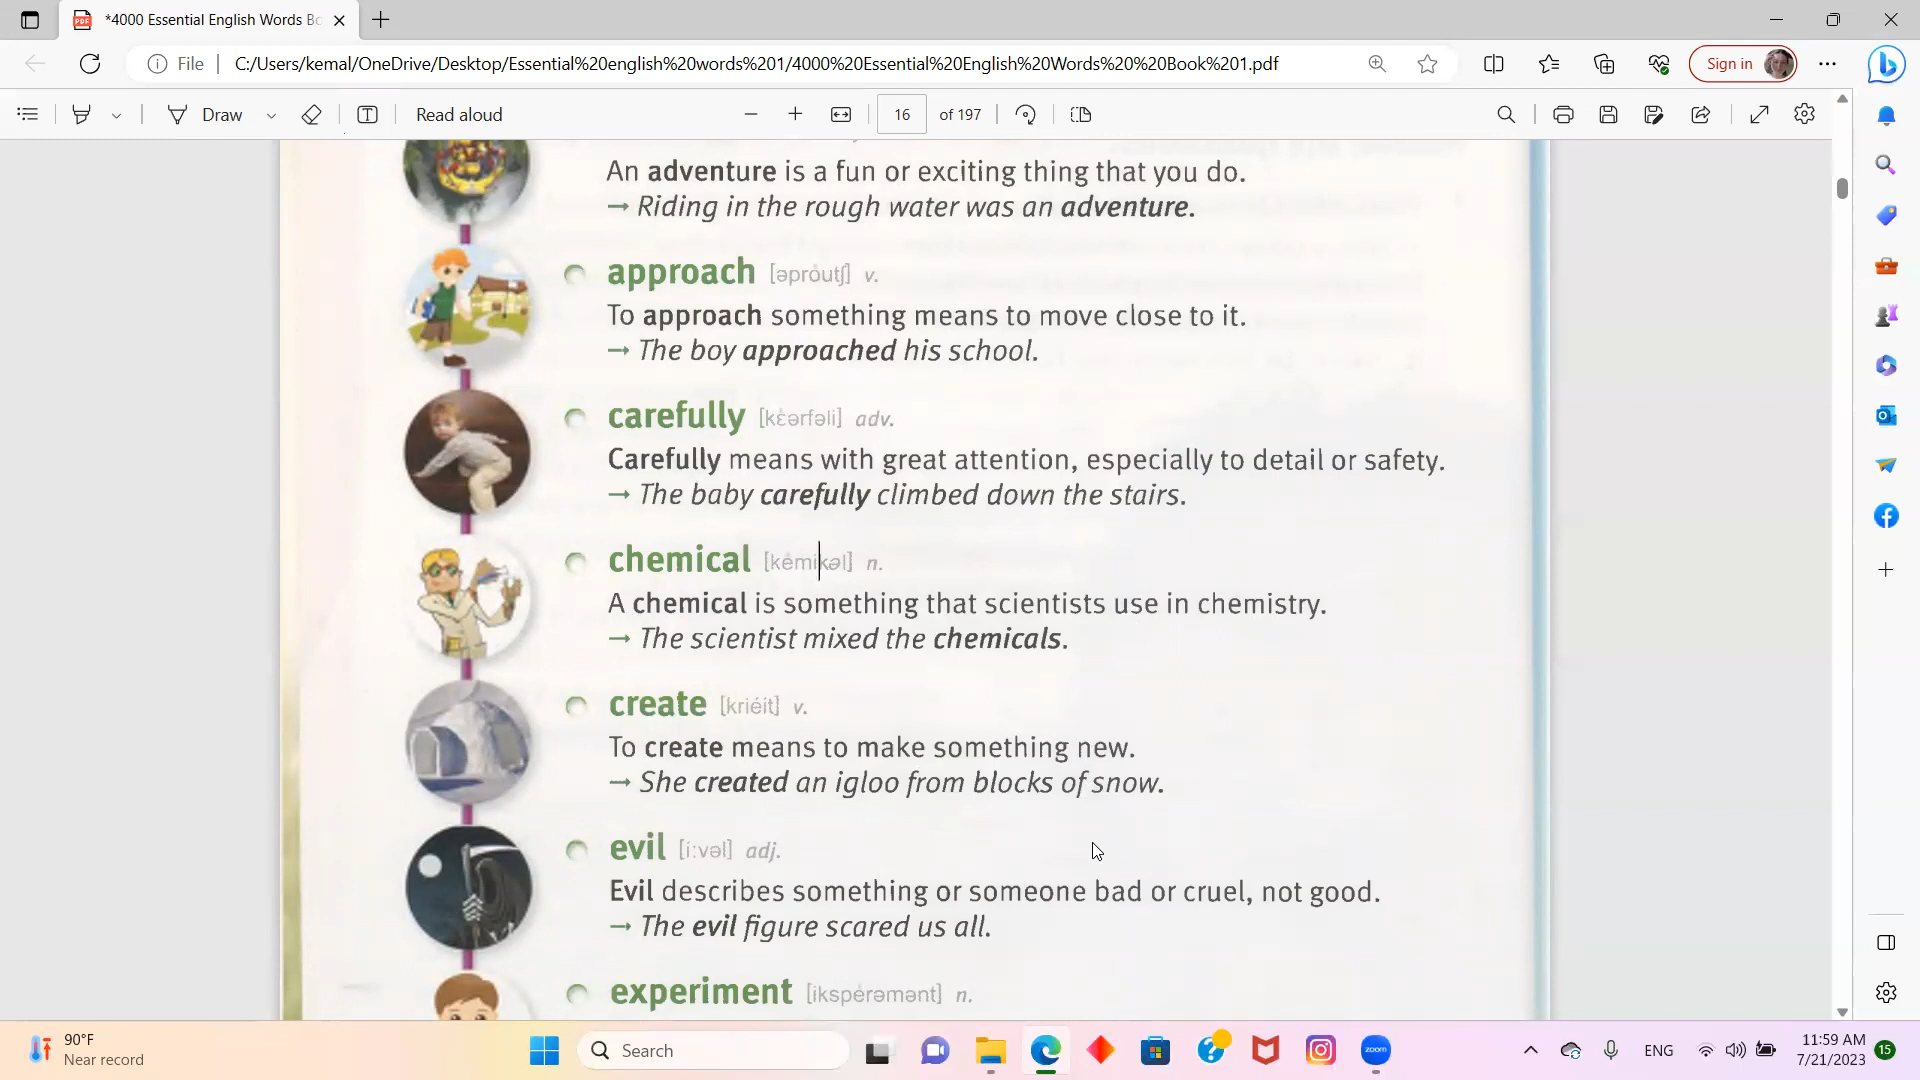 *4000 Essential English Words Bo
File
C:/Users/kemal/OneDrive/Desktop/Essential%20english%20words%201/4000%20Essential%20English%20Words%20%20Book%201.pdf
Sign in
Draw
Read aloud
16 of 197
An adventure is a fun or exciting thing that you do.
→ Riding in the rough water was an adventure.
approach [əpróutʃ] v.
To approach something means to move close to it.
→ The boy approached his school.
carefully [kɛ́ərfəli] adv.
Carefully means with great attention, especially to detail or safety.
→ The baby carefully climbed down the stairs.
chemical [kémikəl] n.
A chemical is something that scientists use in chemistry.
→ The scientist mixed the chemicals.
create [kriéit] v.
To create means to make something new.
→ She created an igloo from blocks of snow.
evil [i:vəl] adj.
Evil describes something or someone bad or cruel, not good.
→ The evil figure scared us all.
experiment [ikspérəmənt] n.
90°F
Near record
Search
zoom
ENG
11:59 AM
7/21/2023
15